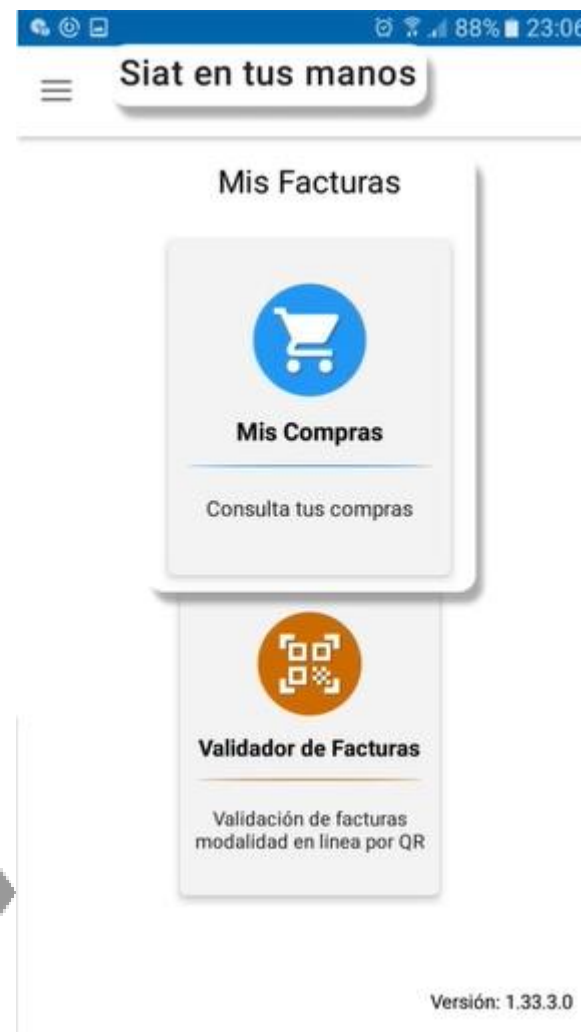 88% 23:06
Siat en tus manos
Mis Facturas
Mis Compras
Consulta tus compras
Validador de Facturas
Validación de facturas
modalidad en linea por QR
Versión: 1.33.3.0